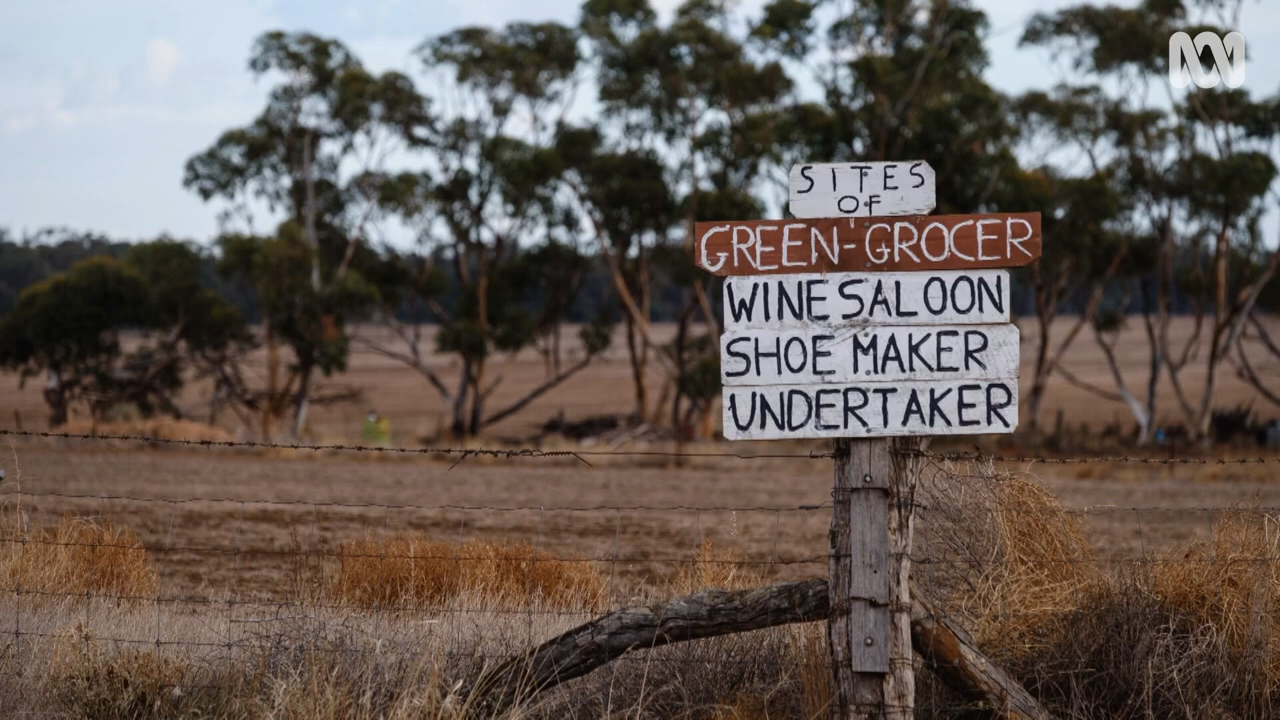 SITES
OF
GREEN-GROCER
WINE SALOON
SHOE MAKER
UNDERTAKER